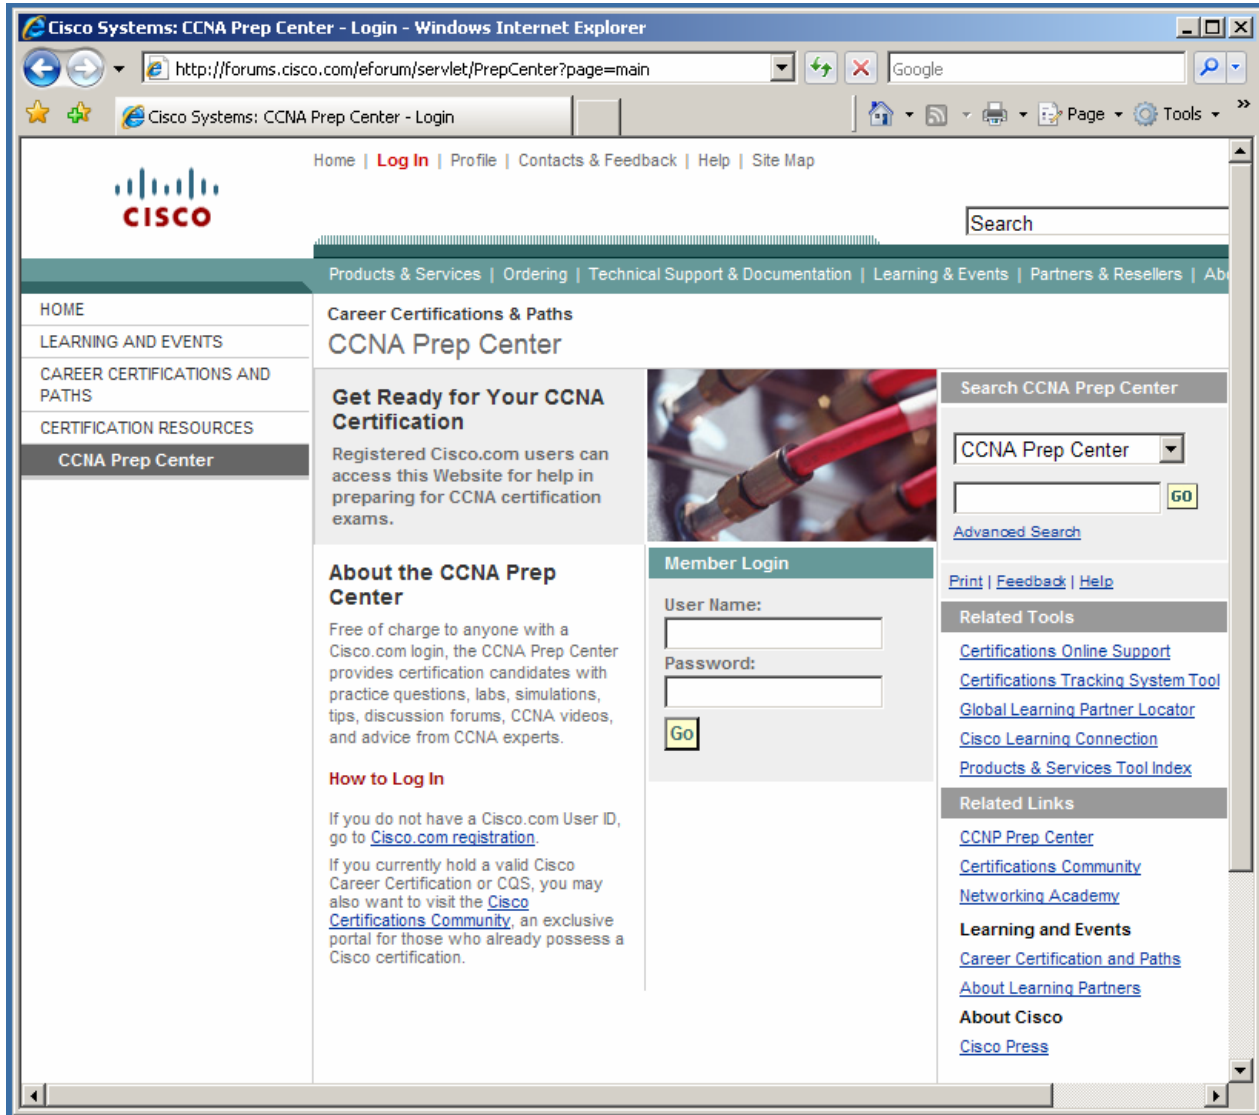 Cisco Systems: CCNA Prep Center - Login - Windows Internet Explorer
http://forums.cisco.com/eforum/servlet/PrepCenter?page=main
Google
Cisco Systems: CCNA Prep Center - Login
Page
Tools
»
Home | Log In | Profile | Contacts & Feedback | Help | Site Map
CISCO
Search
Products & Services | Ordering | Technical Support & Documentation | Learning & Events | Partners & Resellers | Abo
HOME
LEARNING AND EVENTS
CAREER CERTIFICATIONS AND
PATHS
CERTIFICATION RESOURCES
CCNA Prep Center
Career Certifications & Paths
CCNA Prep Center
Get Ready for Your CCNA
Certification
Registered Cisco.com users can
access this Website for help in
preparing for CCNA certification
exams.
About the CCNA Prep
Center
Free of charge to anyone with a
Cisco.com login, the CCNA Prep Center
provides certification candidates with
practice questions, labs, simulations,
tips, discussion forums, CCNA videos,
and advice from CCNA experts.
How to Log In
If you do not have a Cisco.com User ID,
go to Cisco.com registration.
If you currently hold a valid Cisco
Career Certification or CQS, you may
also want to visit the Cisco
Certifications Community, an exclusive
portal for those who already possess a
Cisco certification.
Member Login
User Name:
Password:
Go
Search CCNA Prep Center
CCNA Prep Center
GO
Advanced Search
Print | Feedback | Help
Related Tools
Certifications Online Support
Certifications Tracking System Tool
Global Learning Partner Locator
Cisco Learning Connection
Products & Services Tool Index
Related Links
CCNP Prep Center
Certifications Community
Networking Academy
Learning and Events
Career Certification and Paths
About Learning Partners
About Cisco
Cisco Press